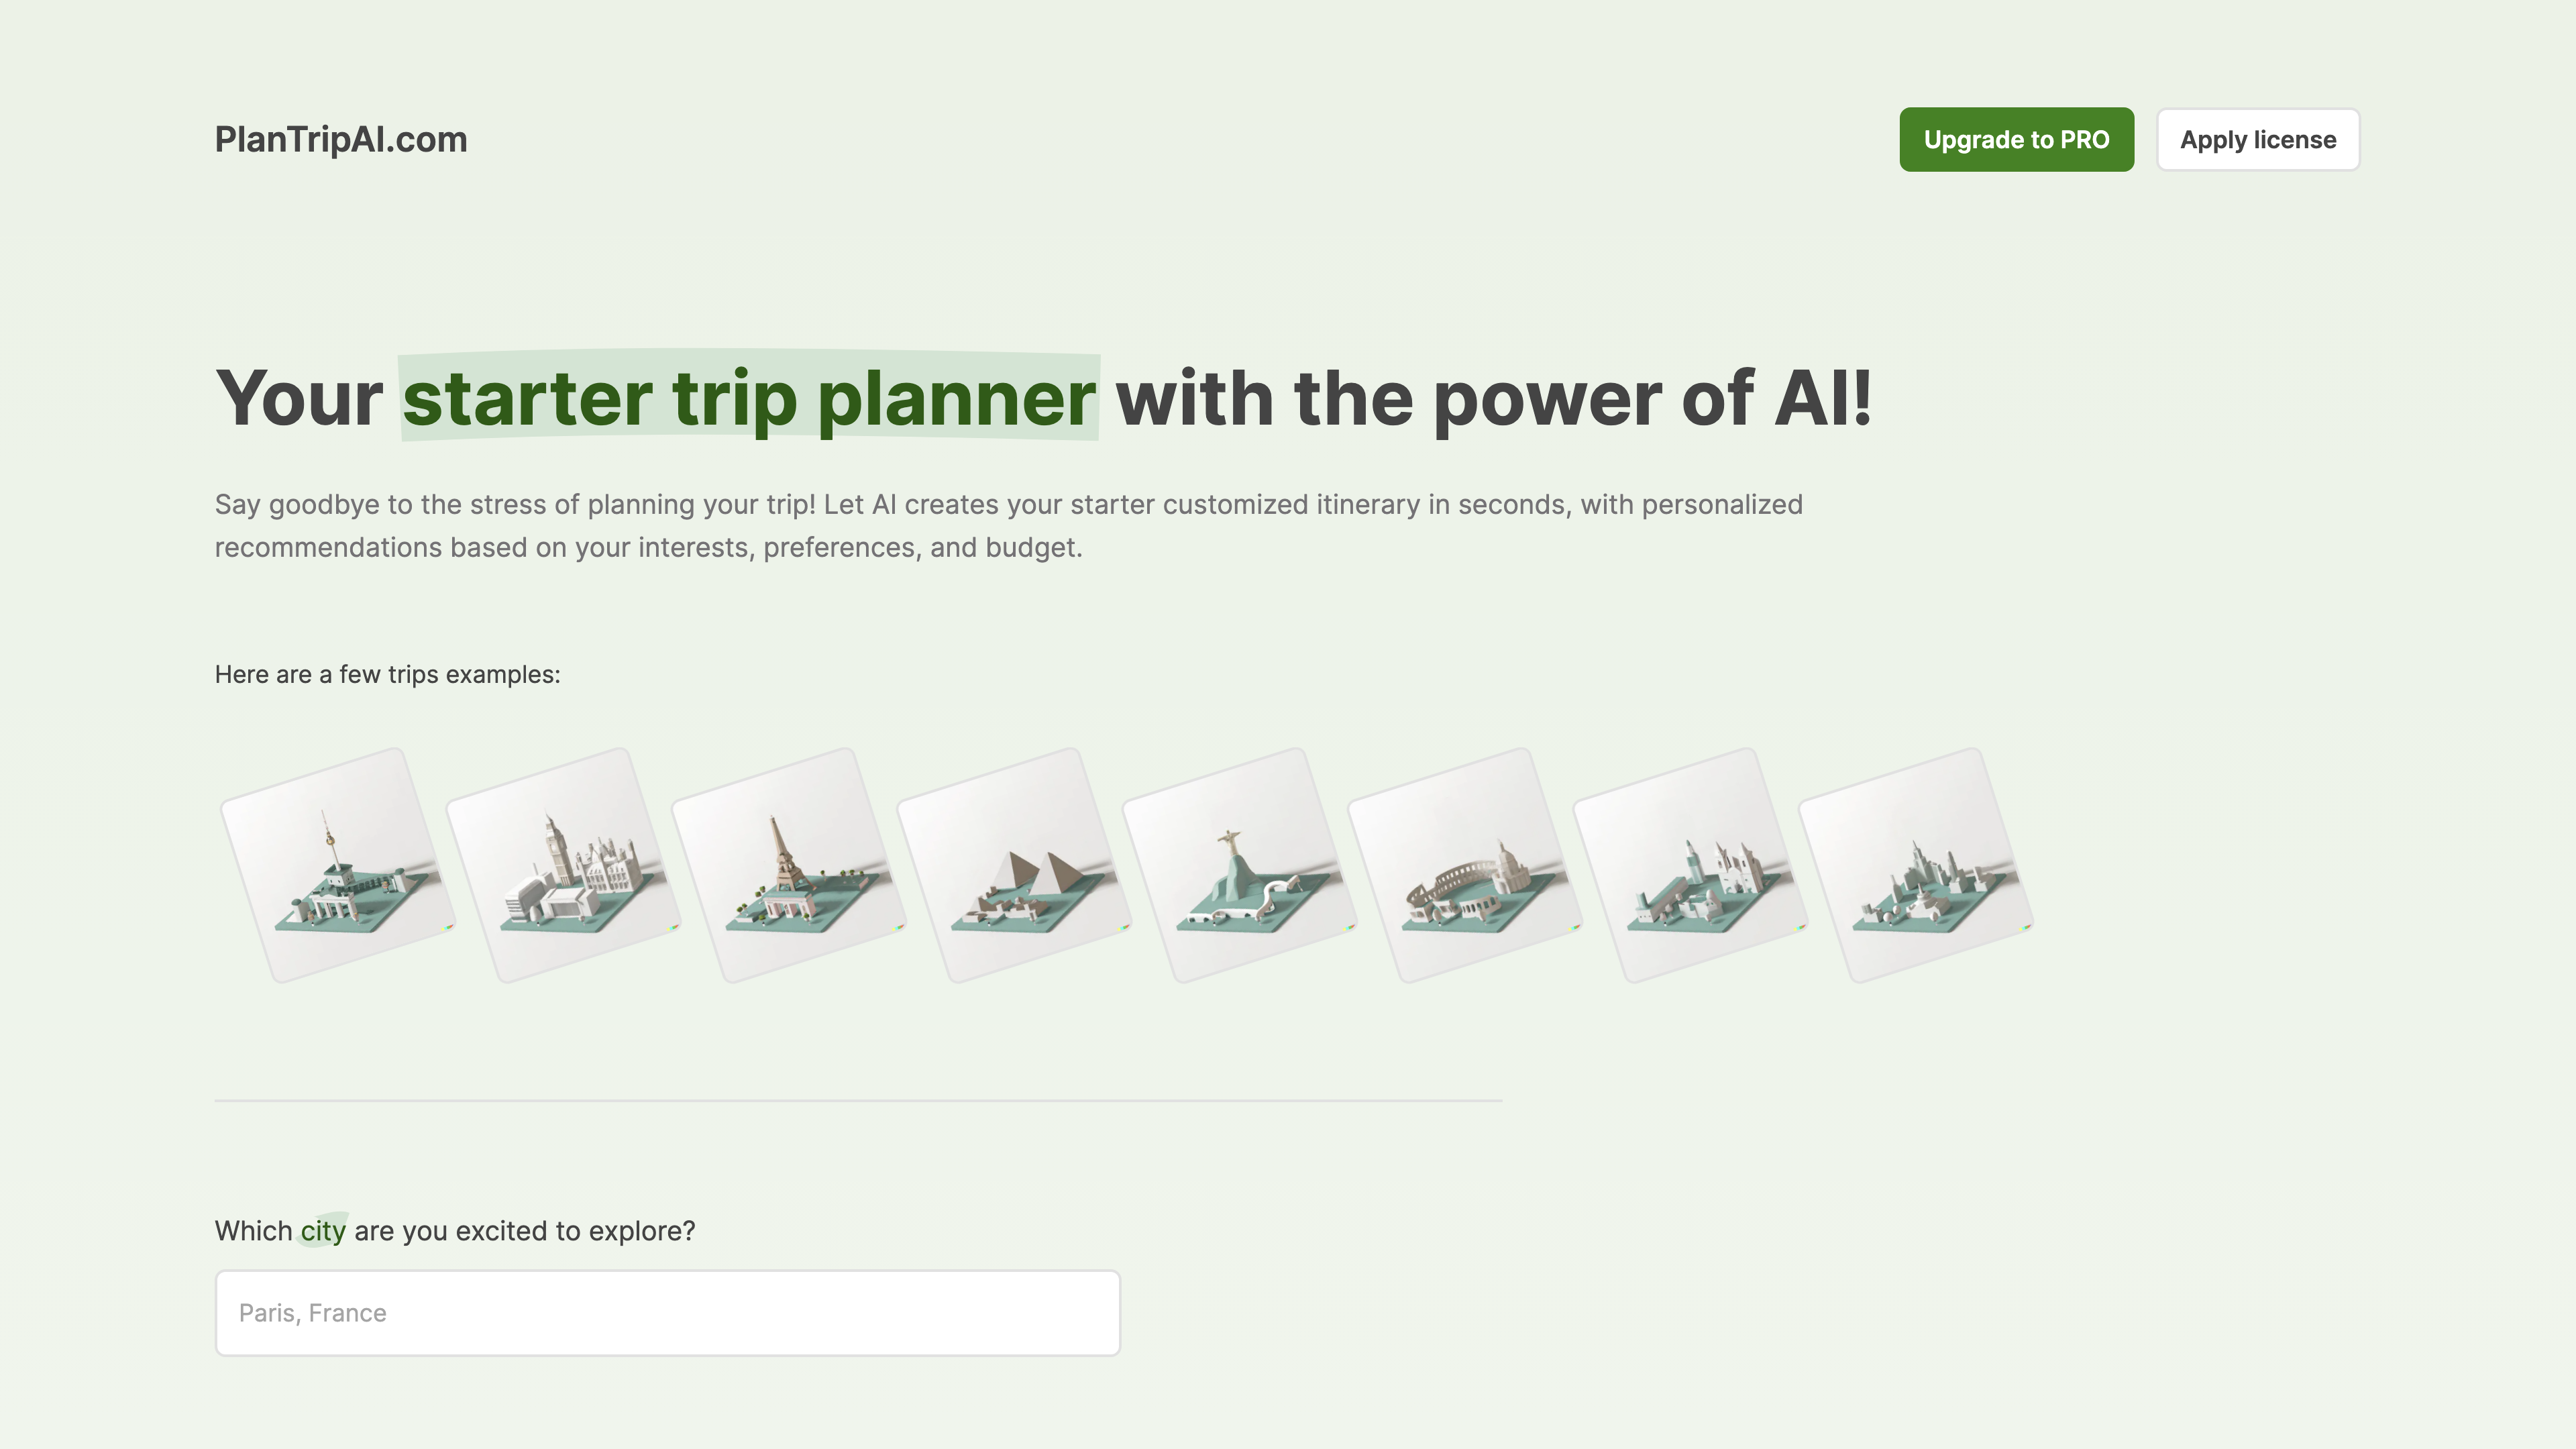 PlanTripAI.com
Upgrade to PRO
Apply license
Your starter trip planner with the power of AI!
Say goodbye to the stress of planning your trip! Let AI creates your starter customized itinerary in seconds, with personalized
recommendations based on your interests, preferences, and budget.
Here are a few trips examples:
Which city are you excited to explore?
Paris, France